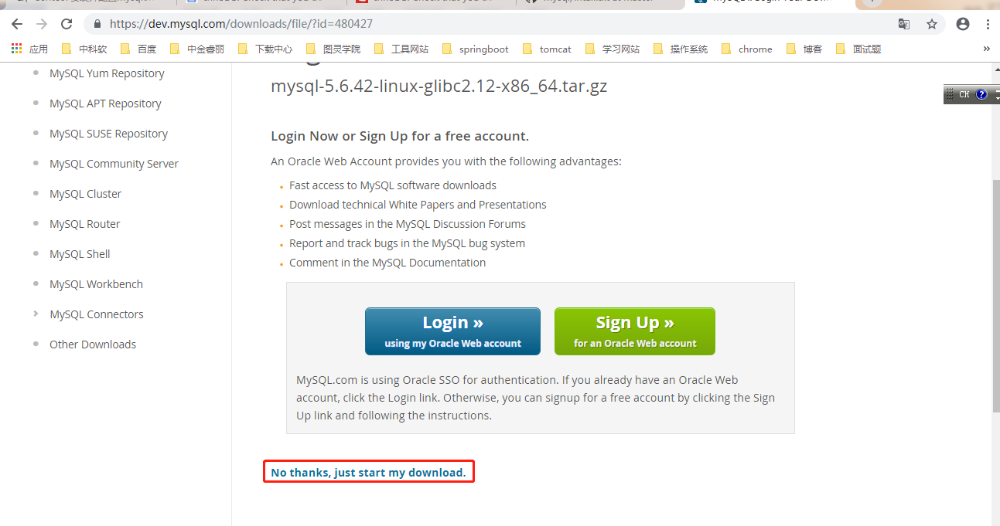 https://dev.mysql.com/downloads/file/?id=480427
应用 中科软 百度 中金睿丽 下载中心 图灵学院 工具网站 springboot tomcat 学习网站 操作系统 chrome 博客 面试题 »
MySQL Yum Repository
MySQL APT Repository
MySQL SUSE Repository
MySQL Community Server
MySQL Cluster
MySQL Router
MySQL Shell
MySQL Workbench
MySQL Connectors
Other Downloads
mysql-5.6.42-linux-glibc2.12-x86_64.tar.gz
CH ?
Login Now or Sign Up for a free account.
An Oracle Web Account provides you with the following advantages:
Fast access to MySQL software downloads
Download technical White Papers and Presentations
Post messages in the MySQL Discussion Forums
Report and track bugs in the MySQL bug system
Comment in the MySQL Documentation
Login »
using my Oracle Web account
Sign Up »
for an Oracle Web account
MySQL.com is using Oracle SSO for authentication. If you already have an Oracle Web
account, click the Login link. Otherwise, you can signup for a free account by clicking the Sign
Up link and following the instructions.
No thanks, just start my download.